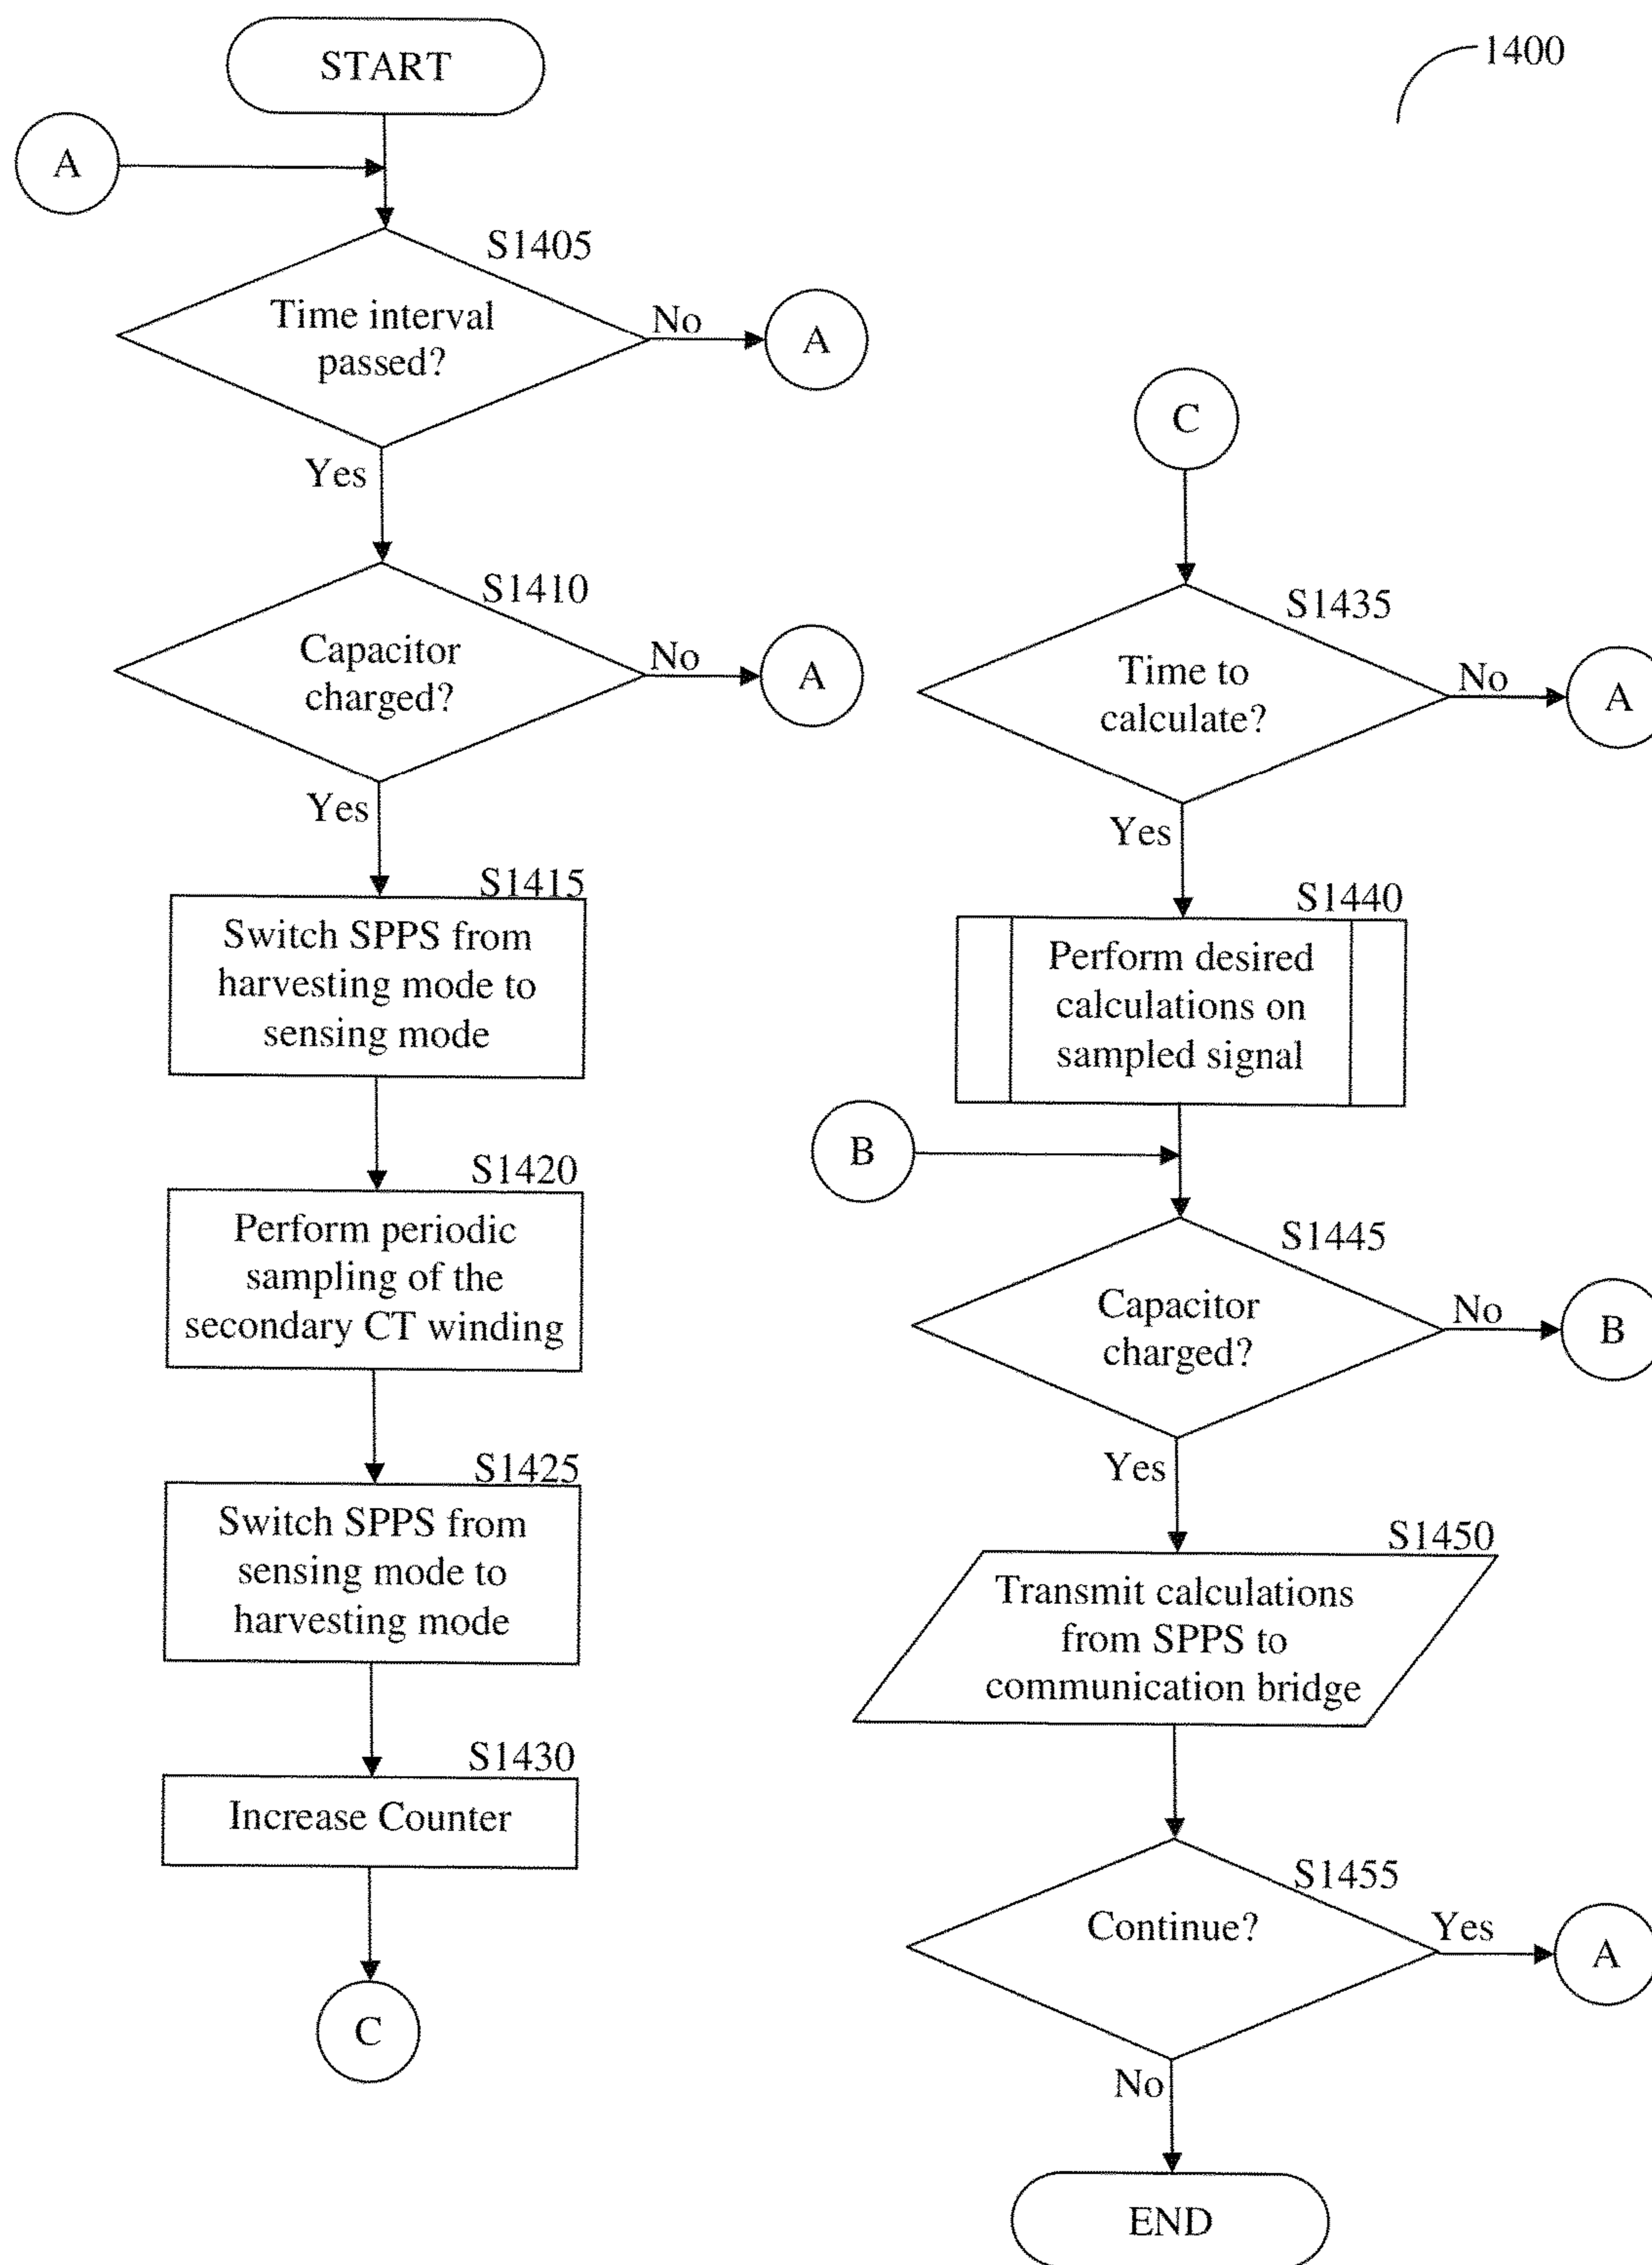 1400
START
A
S1405
Time interval
passed?
No
A
Yes
S1410
Capacitor
charged?
No
A
Yes
S1415
Switch SPPS from
harvesting mode to
sensing mode
S1420
Perform periodic
sampling of the
secondary CT winding
S1425
Switch SPPS from
sensing mode to
harvesting mode
S1430
Increase Counter
C
C
S1435
Time to
calculate?
No
A
Yes
S1440
Perform desired
calculations on
sampled signal
B
S1445
Capacitor
charged?
No
B
Yes
S1450
Transmit calculations
from SPPS to
communication bridge
S1455
Continue?
Yes
A
No
END